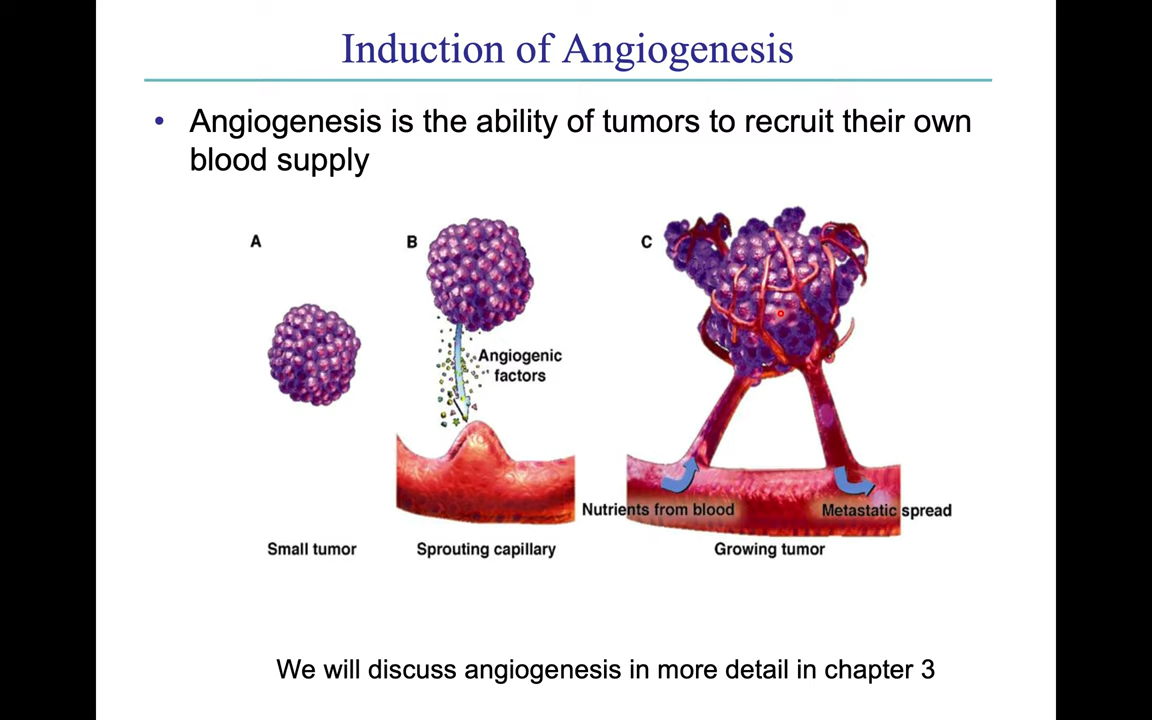 Induction of Angiogenesis
• Angiogenesis is the ability of tumors to recruit their own
blood supply
A
B
C
Angiogenic
factors
Nutrients from blood
Metastatic spread
Small tumor
Sprouting capillary
Growing tumor
We will discuss angiogenesis in more detail in chapter 3